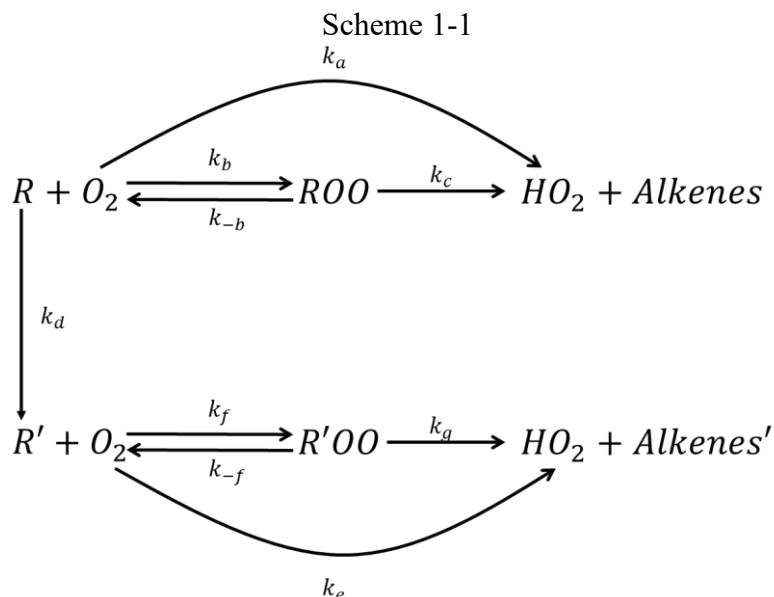 Scheme 1-1
k_a
R + O_2 k_b k_{-b} ROO k_c HO_2 + Alkenes
k_d
R' + O_2 k_f k_{-f} R'OO k_g HO_2 + Alkenes'
k_e